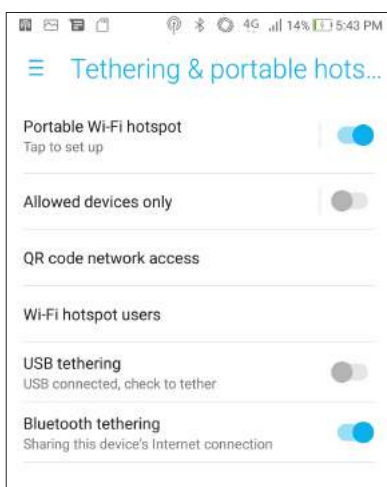 4G 14% 5:43 PM
Tethering & portable hots...
Portable Wi-Fi hotspot
Tap to set up
Allowed devices only
QR code network access
Wi-Fi hotspot users
USB tethering
USB connected, check to tether
Bluetooth tethering
Sharing this device's Internet connection